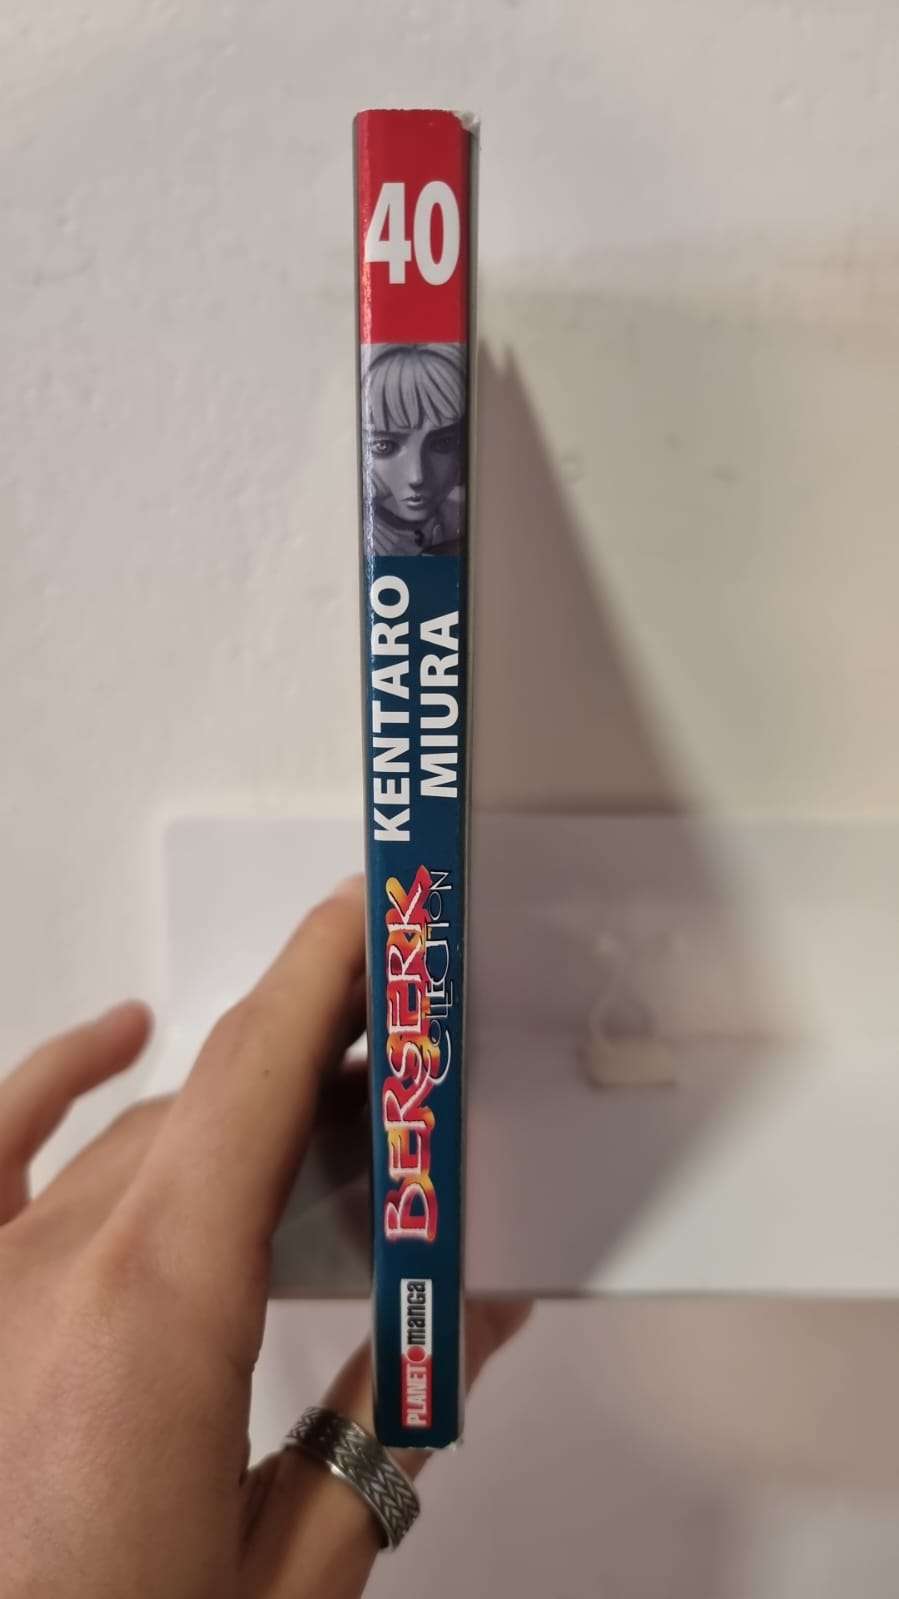 40
KENTARO
MIURA
BERSERK
COLLECTION
PLANET manga